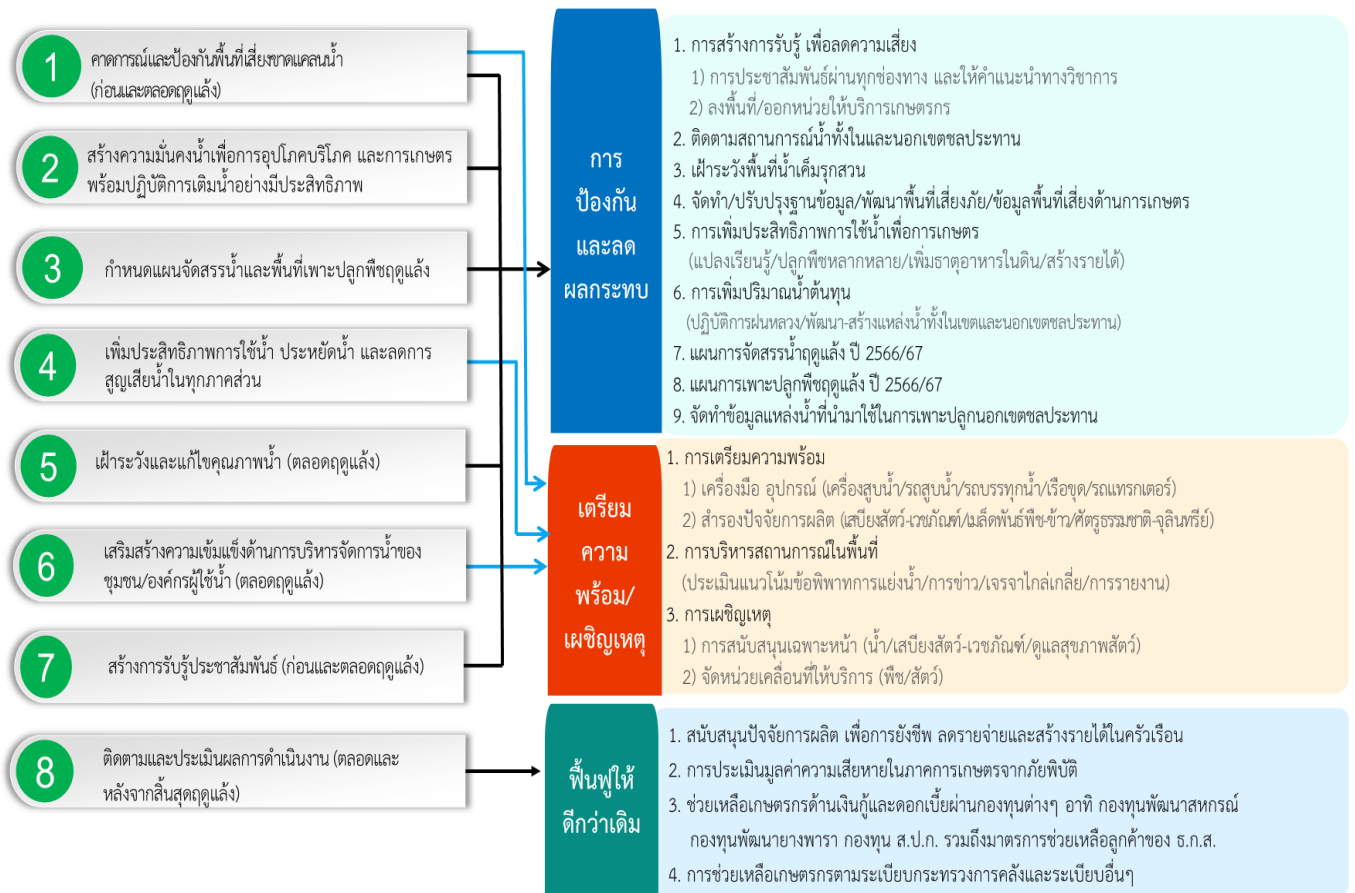 1
คาดการณ์และป้องกันพื้นที่เสี่ยงขาดแคลนน้ำ
(ก่อนและตลอดฤดูแล้ง)
2
สร้างความมั่นคงน้ำเพื่อการอุปโภคบริโภค และการเกษตร
พร้อมปฏิบัติการเติมน้ำอย่างมีประสิทธิภาพ
3
กำหนดแผนจัดสรรน้ำและพื้นที่เพาะปลูกพืชฤดูแล้ง
4
เพิ่มประสิทธิภาพการใช้น้ำ ประหยัดน้ำ และลดการ
สูญเสียน้ำในทุกภาคส่วน
5
เฝ้าระวังและแก้ไขคุณภาพน้ำ (ตลอดฤดูแล้ง)
6
เสริมสร้างความเข้มแข็งด้านการบริหารจัดการน้ำของ
ชุมชน/องค์กรผู้ใช้น้ำ (ตลอดฤดูแล้ง)
7
สร้างการรับรู้ประชาสัมพันธ์ (ก่อนและตลอดฤดูแล้ง)
8
ติดตามและประเมินผลการดำเนินงาน (ตลอดและ
หลังจากสิ้นสุดฤดูแล้ง)
การ
ป้องกัน
และลด
ผลกระทบ
1. การสร้างการรับรู้ เพื่อลดความเสี่ยง
1) การประชาสัมพันธ์ผ่านทุกช่องทาง และให้คำแนะนำทางวิชาการ
2) ลงพื้นที่/ออกหน่วยให้บริการเกษตรกร
2. ติดตามสถานการณ์น้ำทั้งในและนอกเขตชลประทาน
3. เฝ้าระวังพื้นที่น้ำเค็มรุกสวน
4. จัดทำ/ปรับปรุงฐานข้อมูล/พัฒนาพื้นที่เสี่ยงภัย/ข้อมูลพื้นที่เสี่ยงด้านการเกษตร
5. การเพิ่มประสิทธิภาพการใช้น้ำเพื่อการเกษตร
(แปลงเรียนรู้/ปลูกพืชหลากหลาย/เพิ่มธาตุอาหารในดิน/สร้างรายได้)
6. การเพิ่มปริมาณน้ำต้นทุน
(ปฏิบัติการฝนหลวง/พัฒนา-สร้างแหล่งน้ำทั้งในเขตและนอกเขตชลประทาน)
7. แผนการจัดสรรน้ำฤดูแล้ง ปี 2566/67
8. แผนการเพาะปลูกพืชฤดูแล้ง ปี 2566/67
9. จัดทำข้อมูลแหล่งน้ำที่นำมาใช้ในการเพาะปลูกนอกเขตชลประทาน
เตรียม
ความ
พร้อม/
เผชิญเหตุ
1. การเตรียมความพร้อม
1) เครื่องมือ อุปกรณ์ (เครื่องสูบน้ำ/รถสูบน้ำ/รถบรรทุกน้ำ/เรือขุด/รถแทรกเตอร์)
2) สำรองปัจจัยการผลิต (เสบียงสัตว์-เวชภัณฑ์/เมล็ดพันธ์พืช-ข้าว/ศัตรูธรรมชาติ-จุลินทรีย์)
2. การบริหารสถานการณ์ในพื้นที่
(ประเมินแนวโน้มข้อพิพาทการแย่งน้ำ/การข่าว/เจรจาไกล่เกลี่ย/การรายงาน)
3. การเผชิญเหตุ
1) การสนับสนุนเฉพาะหน้า (น้ำ/เสบียงสัตว์-เวชภัณฑ์/ดูแลสุขภาพสัตว์)
2) จัดหน่วยเคลื่อนที่ให้บริการ (พืช/สัตว์)
ฟื้นฟูให้
ดีกว่าเดิม
1. สนับสนุนปัจจัยการผลิต เพื่อการยังชีพ ลดรายจ่ายและสร้างรายได้ในครัวเรือน
2. การประเมินมูลค่าความเสียหายในภาคการเกษตรจากภัยพิบัติ
3. ช่วยเหลือเกษตรกรด้านเงินกู้และดอกเบี้ยผ่านกองทุนต่างๆ อาทิ กองทุนพัฒนาสหกรณ์
กองทุนพัฒนายางพารา กองทุน ส.ป.ก. รวมถึงมาตรการช่วยเหลือลูกค้าของ ธ.ก.ส.
4. การช่วยเหลือเกษตรกรตามระเบียบกระทรวงการคลังและระเบียบอื่นๆ